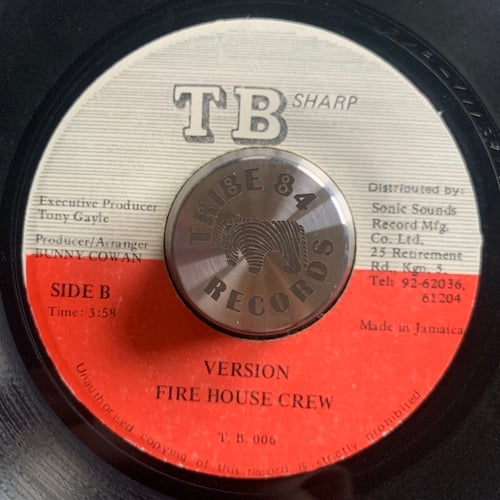 TB SHARP
TRIBE 84
RECORDS
Executive Producer
Tony Gayle
Producer/Arranger
BUNNY COWAN
Distributed by:
Sonic Sounds
Record Mfg.
Co. Ltd.
25 Retirement
Rd., Kgn. 5.
Tel: 92-62036,
61204
SIDE B
Time: 3:58
Made in Jamaica
VERSION
FIRE HOUSE CREW
T. B. 006
Unauthorised copying of this record is strictly prohibited